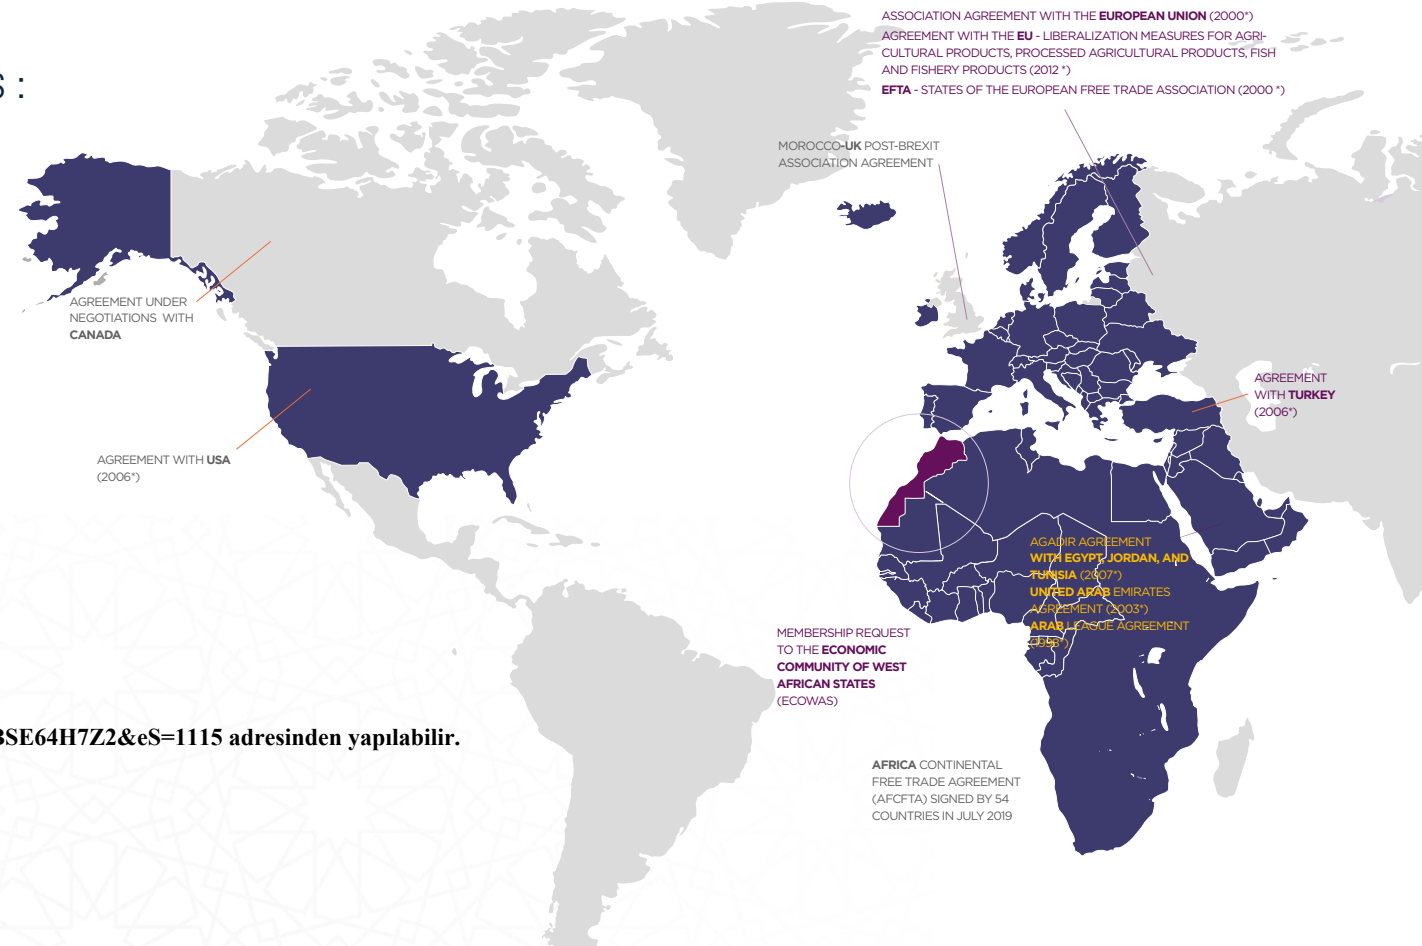 ASSOCIATION AGREEMENT WITH THE EUROPEAN UNION (2000*)
AGREEMENT WITH THE EU - LIBERALIZATION MEASURES FOR AGRI-
CULTURAL PRODUCTS, PROCESSED AGRICULTURAL PRODUCTS, FISH
AND FISHERY PRODUCTS (2012 *)
EFTA - STATES OF THE EUROPEAN FREE TRADE ASSOCIATION (2000 *)
S :
MOROCCO-UK POST-BREXIT
ASSOCIATION AGREEMENT
AGREEMENT UNDER
NEGOTIATIONS WITH
CANADA
AGREEMENT
WITH TURKEY
(2006*)
AGREEMENT WITH USA
(2006*)
AGADIR AGREEMENT
WITH EGYPT, JORDAN, AND
TUNISIA (2007*)
UNITED ARAB EMIRATES
AGREEMENT (2003*)
ARAB LEAGUE AGREEMENT
(1998*)
MEMBERSHIP REQUEST
TO THE ECONOMIC
COMMUNITY OF WEST
AFRICAN STATES
(ECOWAS)
BSE64H7Z2&eS=1115 adresinden yapılabilir.
AFRICA CONTINENTAL
FREE TRADE AGREEMENT
(AFCFTA) SIGNED BY 54
COUNTRIES IN JULY 2019